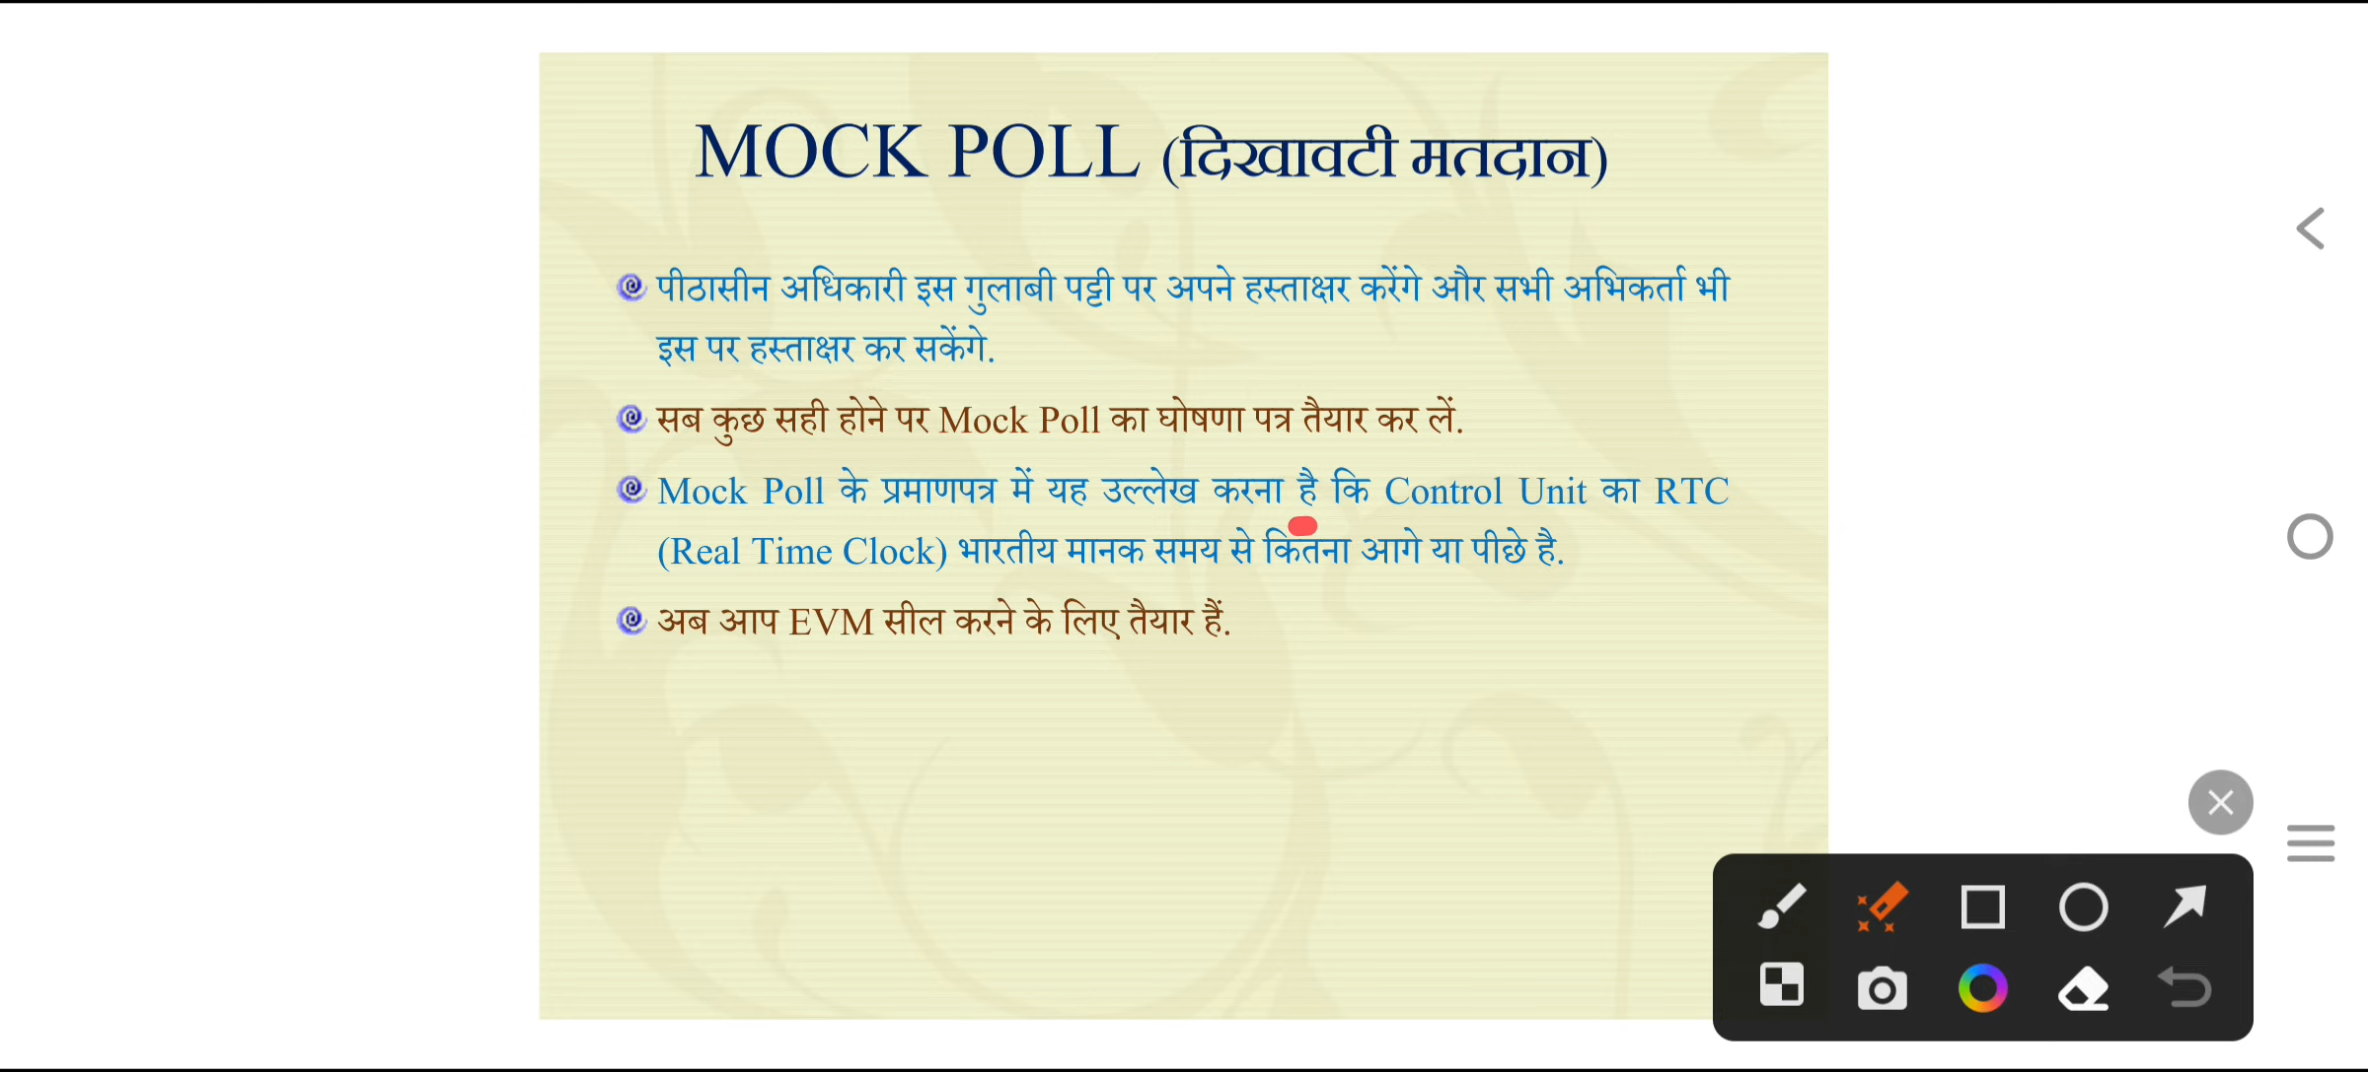 MOCK POLL (दिखावटी मतदान)
पीठासीन अधिकारी इस गुलाबी पट्टी पर अपने हस्ताक्षर करेंगे और सभी अभिकर्ता भी
इस पर हस्ताक्षर कर सकेंगे.
सब कुछ सही होने पर Mock Poll का घोषणा पत्र तैयार कर लें.
Mock Poll के प्रमाणपत्र में यह उल्लेख करना है कि Control Unit का RTC
(Real Time Clock) भारतीय मानक समय से कितना आगे या पीछे है.
अब आप EVM सील करने के लिए तैयार हैं.